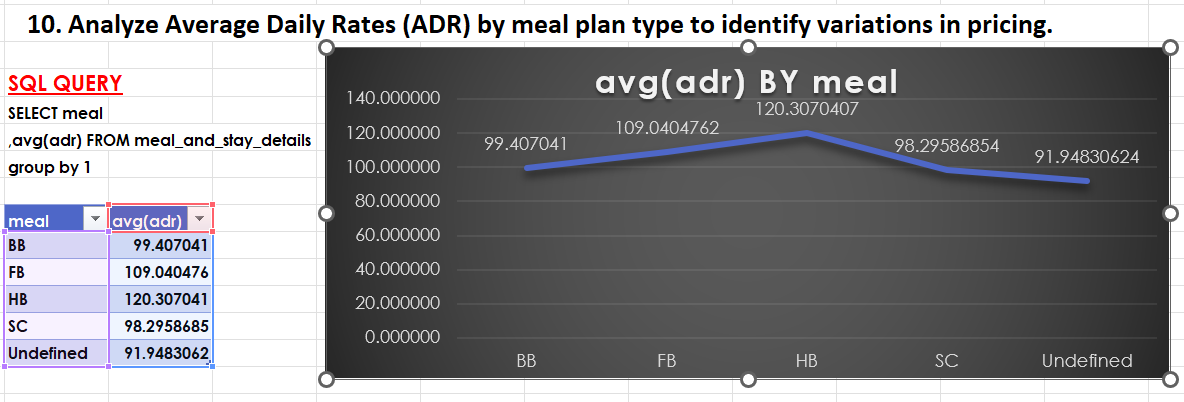 10. Analyze Average Daily Rates (ADR) by meal plan type to identify variations in pricing.
SQL QUERY
SELECT meal
,avg(adr) FROM meal_and_stay_details
group by 1
meal avg(adr)
BB 99.407041
FB 109.040476
HB 120.307041
SC 98.2958685
Undefined 91.9483062
avg(adr) BY meal
140.000000
120.000000
100.000000
80.000000
60.000000
40.000000
20.000000
0.000000
99.407041
109.0404762
120.3070407
98.29586854
91.94830624
BB FB HB SC Undefined